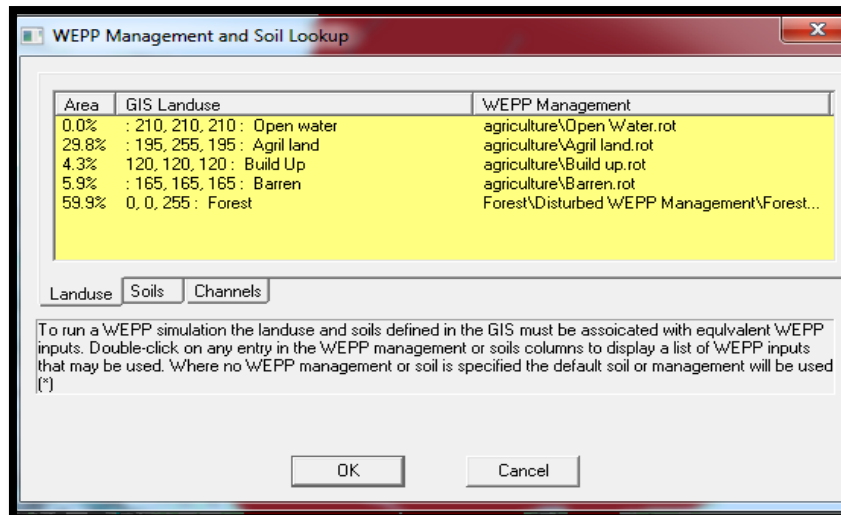 WEPP Management and Soil Lookup
x
Area GIS Landuse WEPP Management
0.0% : 210, 210, 210 : Open water agriculture\Open Water.rot
29.8% : 195, 255, 195 : Agril land agriculture\Agril land.rot
4.3% 120, 120, 120 : Build Up agriculture\Build up.rot
5.9% : 165, 165, 165 : Barren agriculture\Barren.rot
59.9% 0, 0, 255 : Forest Forest\Disturbed WEPP Management\Forest...
Landuse Soils Channels
To run a WEPP simulation the landuse and soils defined in the GIS must be assoicated with equlvalent WEPP
inputs. Double-click on any entry in the WEPP management or soils columns to display a list of WEPP inputs
that may be used. Where no WEPP management or soil is specified the default soil or management will be used
(*)
OK Cancel